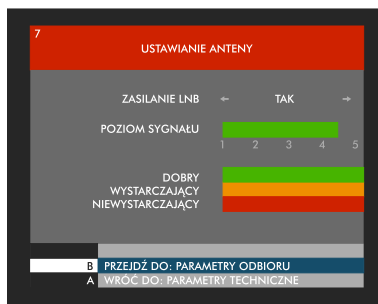 7
USTAWIANIE ANTENY
ZASILANIE LNB ← TAK →
POZIOM SYGNAŁU
1 2 3 4 5
DOBRY
WYSTARCZAJĄCY
NIEWYSTARCZAJĄCY
B PRZEJDŹ DO: PARAMETRY ODBIORU
A WRÓĆ DO: PARAMETRY TECHNICZNE